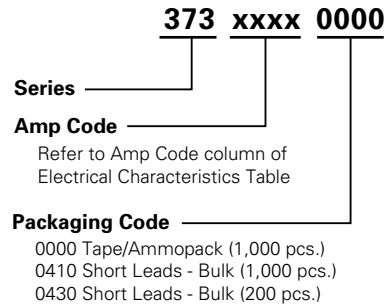 373 xxxx 0000
Series
Amp Code
Refer to Amp Code column of
Electrical Characteristics Table
Packaging Code
0000 Tape/Ammopack (1,000 pcs.)
0410 Short Leads - Bulk (1,000 pcs.)
0430 Short Leads - Bulk (200 pcs.)